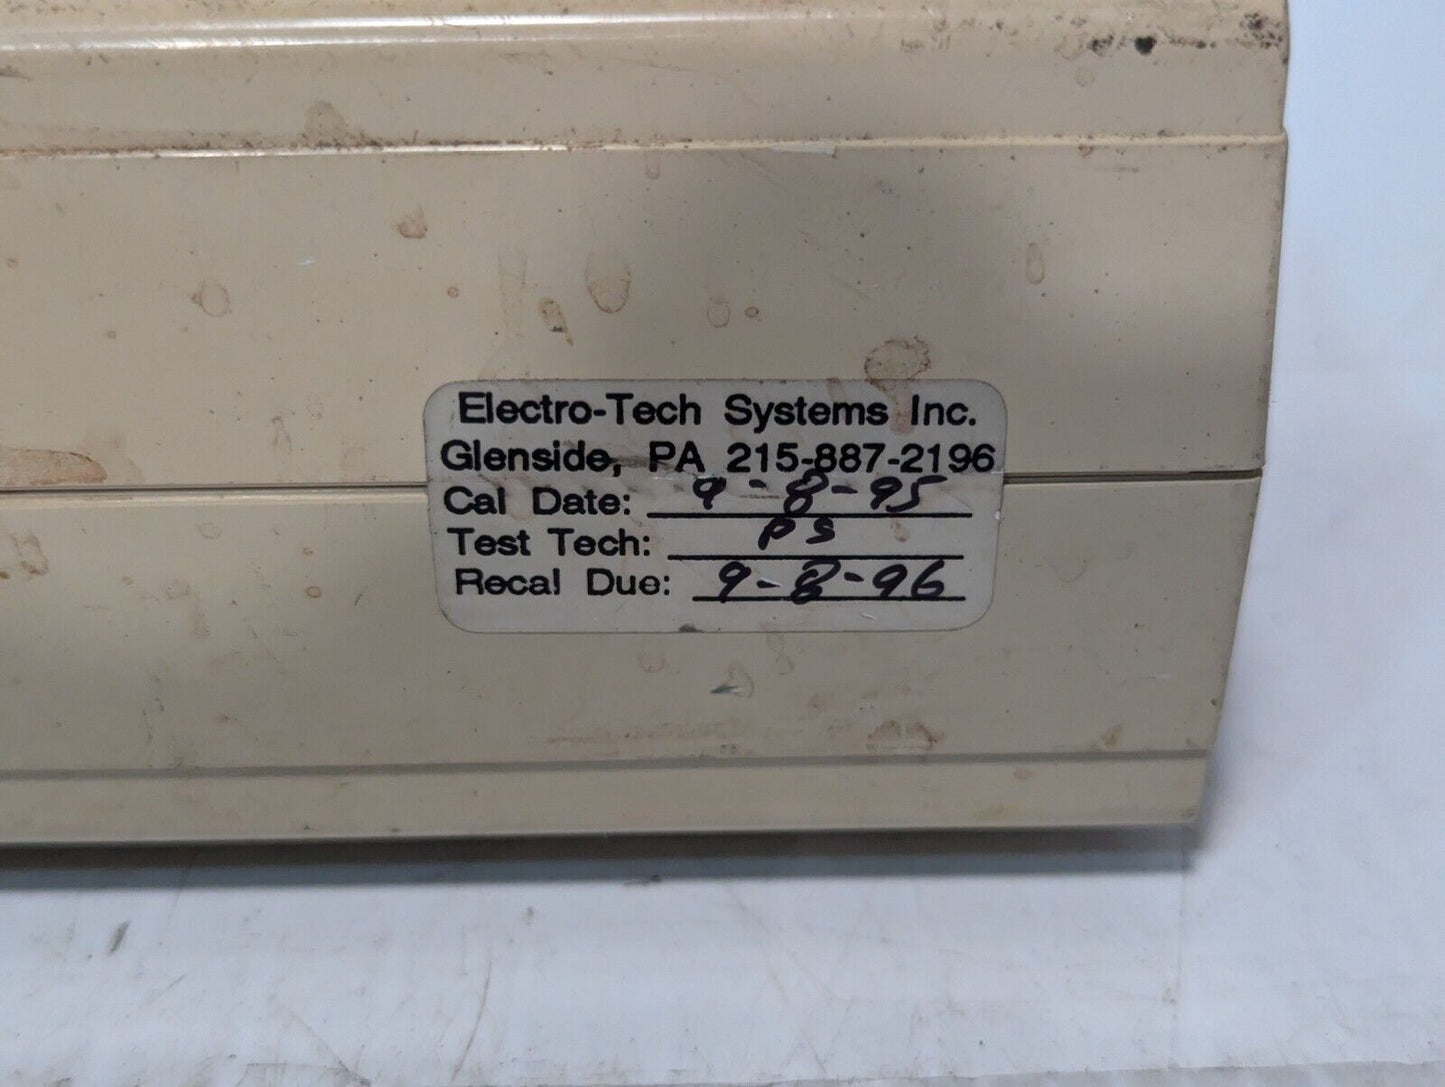 Electro-Tech Systems Inc.
Glenside, PA 215-887-2196
Cal Date: 9-8-95
Test Tech: PS
Recal Due: 9-8-96